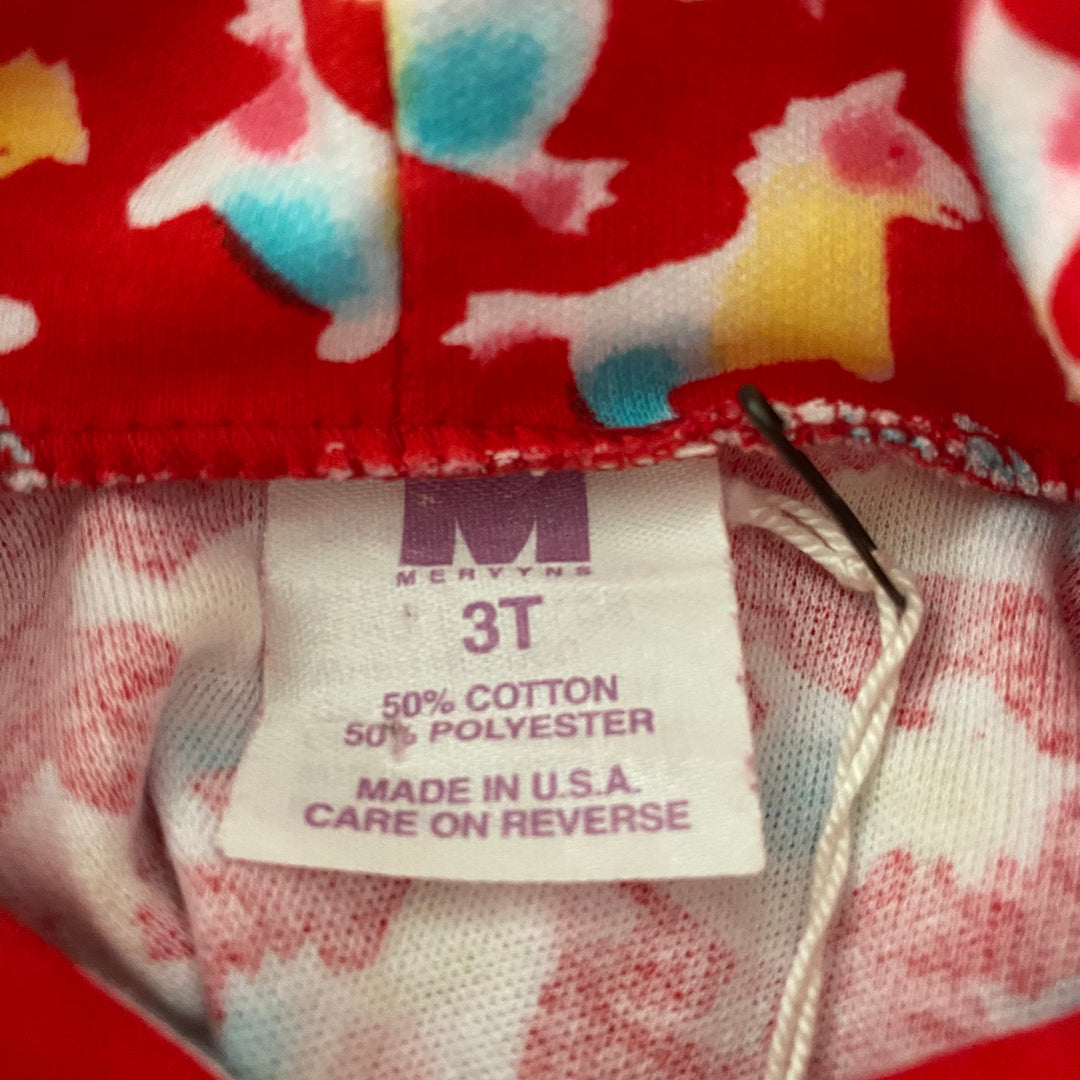 M
MERVYNS
3T
50% COTTON
50% POLYESTER
MADE IN U.S.A.
CARE ON REVERSE